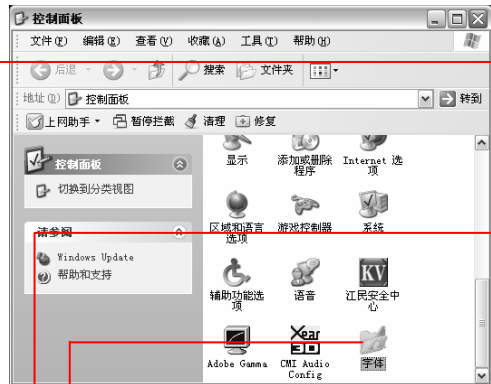 控制面板
文件(F) 编辑(E) 查看(V) 收藏(A) 工具(T) 帮助(H)
后退 搜索 文件夹
地址(D) 控制面板 转到
上网助手 暂停拦截 清理 修复
控制面板
切换到分类视图
请参阅
Windows Update
帮助和支持
显示 添加或删除程序 Internet 选项
区域和语言选项 游戏控制器 系统
辅助功能选项 语音 KV 江民安全中心
Adobe Gamma Xear 3D CMI Audio Config 字体